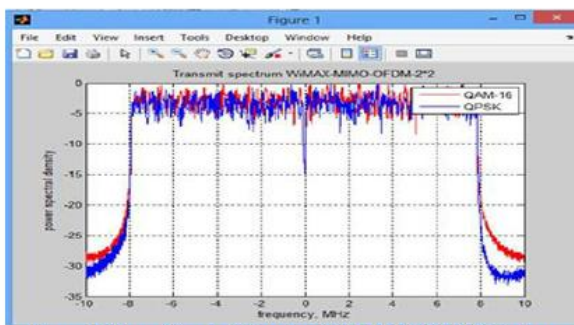 Figure 1
File Edit View Insert Tools Desktop Window Help
Transmit spectrum WiMAX-MIMO-OFDM-2*2
QAM-16
QPSK
power spectral density
0
-5
-10
-15
-20
-25
-30
-35
-10 -8 -6 -4 -2 0 2 4 6 8 10
frequency, MHz